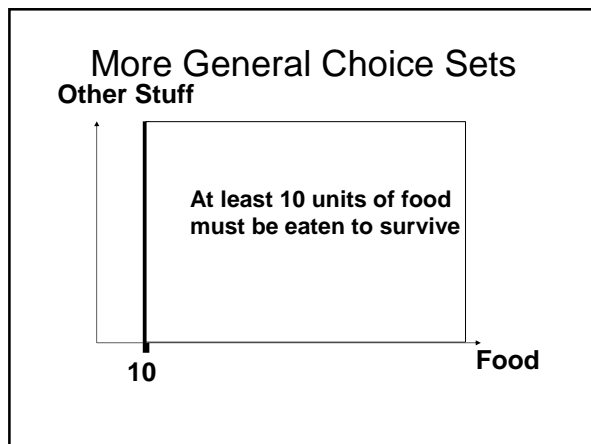 More General Choice Sets
Other Stuff
At least 10 units of food
must be eaten to survive
Food
10